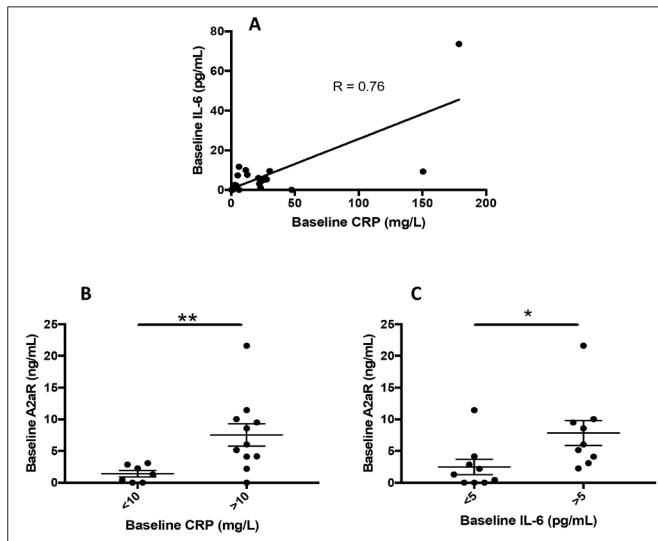 A
80
60
40
20
0
Baseline IL-6 (pg/mL)
R = 0.76
0 50 100 150 200
Baseline CRP (mg/L)
B
**
25
20
15
10
5
0
Baseline A2aR (ng/mL)
<10 >10
Baseline CRP (mg/L)
C
*
25
20
15
10
5
0
Baseline A2aR (ng/mL)
<5 >5
Baseline IL-6 (pg/mL)